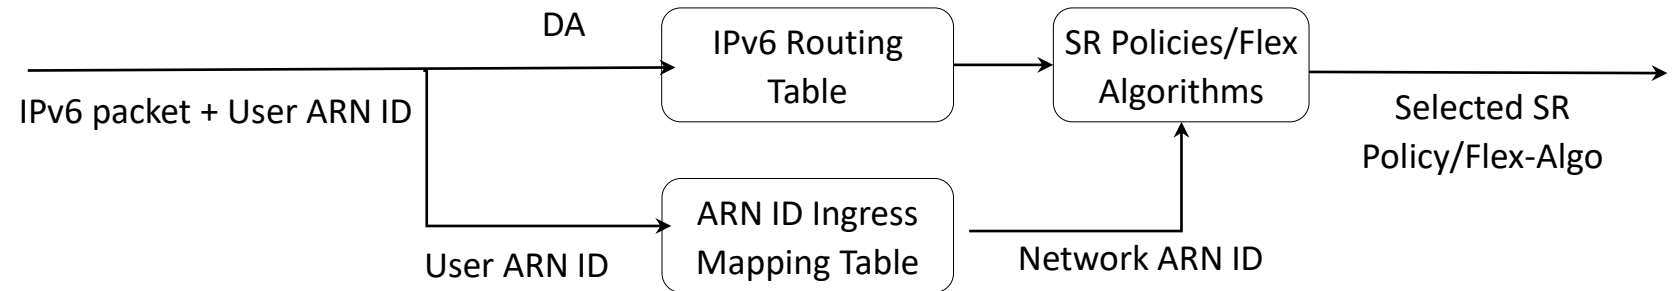 DA
IPv6 packet + User ARN ID
IPv6 Routing
Table
SR Policies/Flex
Algorithms
Selected SR
Policy/Flex-Algo
User ARN ID
ARN ID Ingress
Mapping Table
Network ARN ID